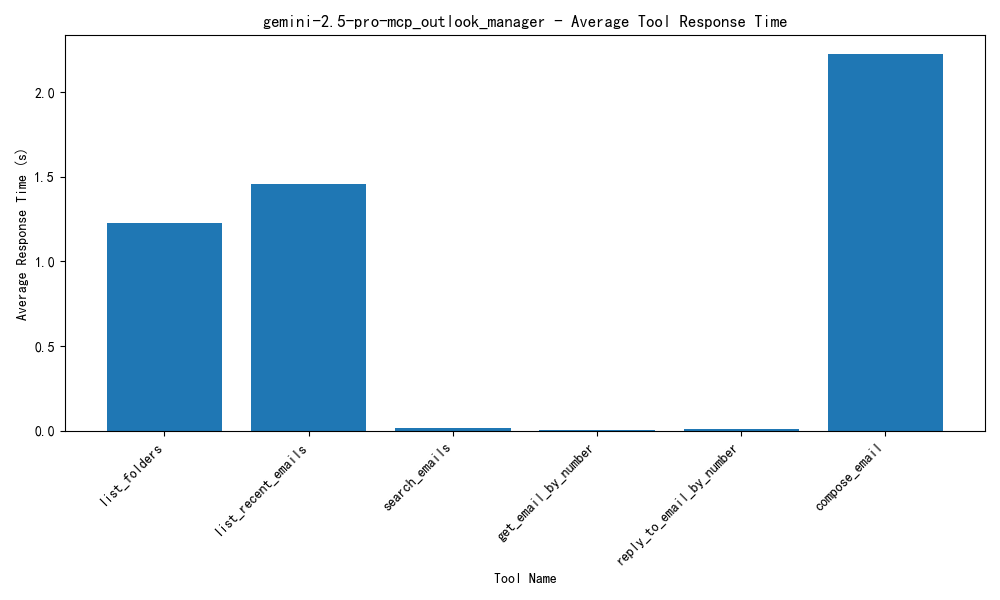 gemini-2.5-pro-mcp_outlook_manager - Average Tool Response Time
Average Response Time (s)
2.0
1.5
1.0
0.5
0.0
list_folders
list_recent_emails
search_emails
get_email_by_number
reply_to_email_by_number
compose_email
Tool Name